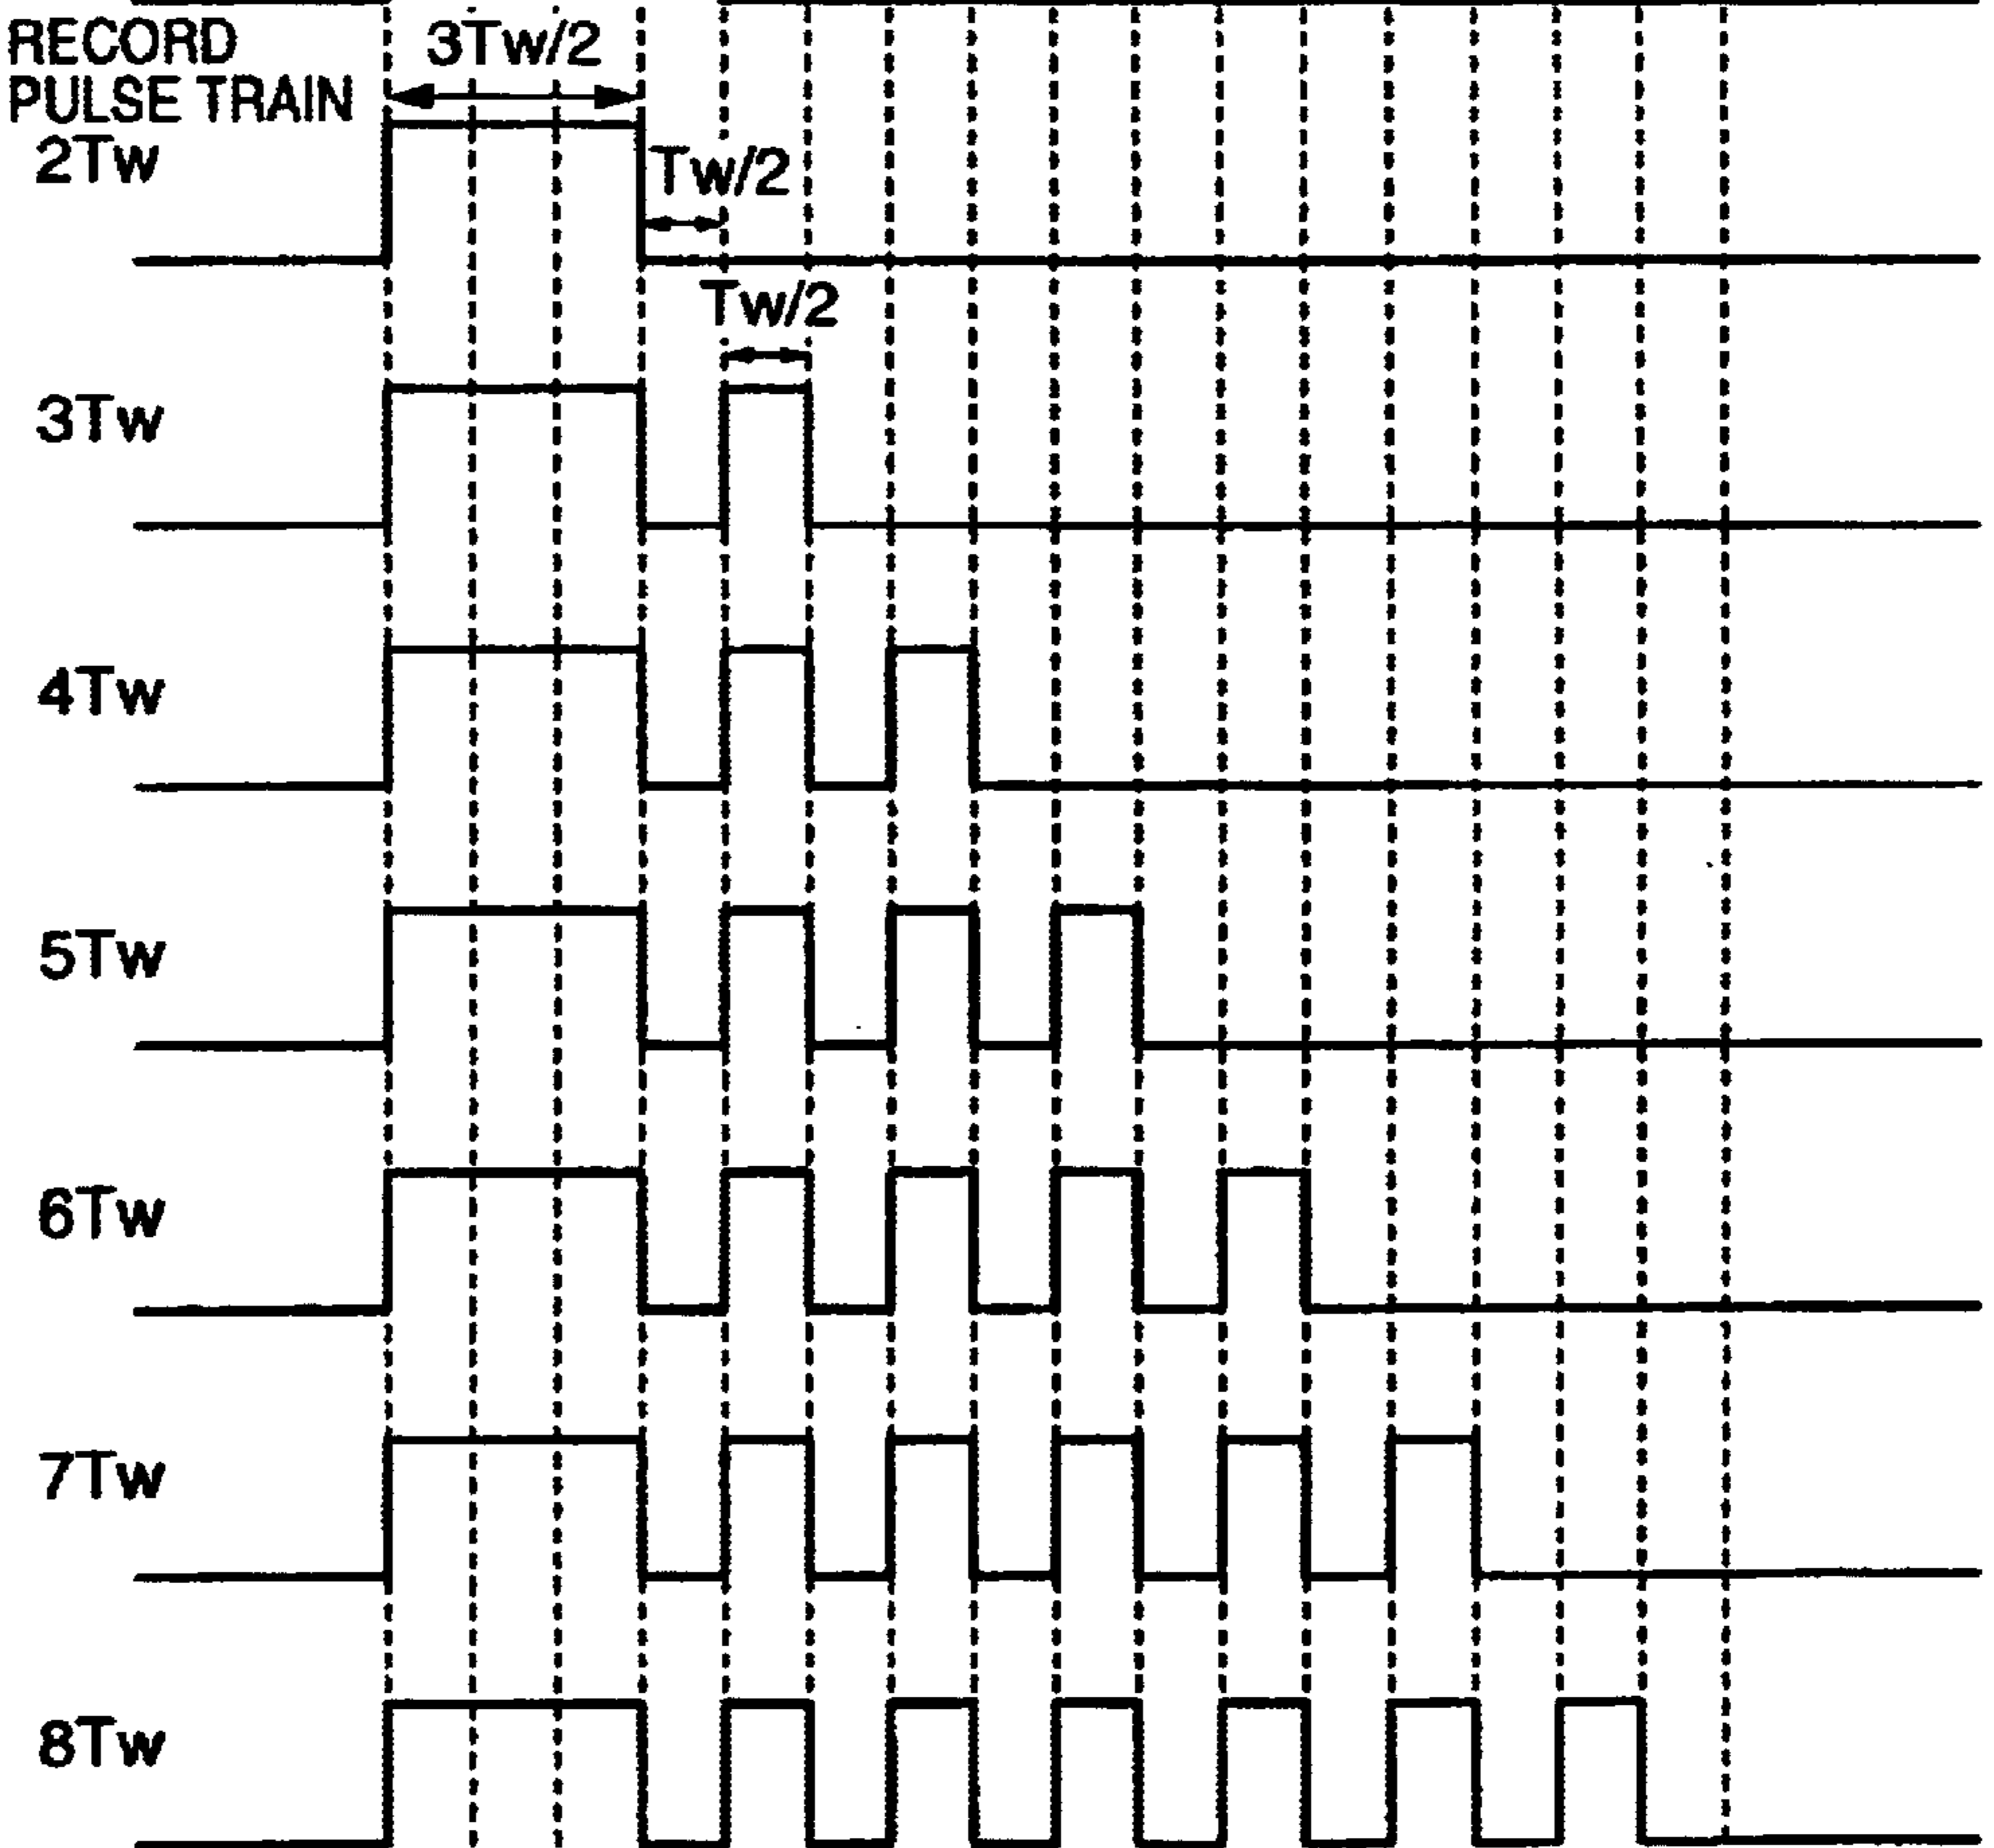 RECORD
PULSE TRAIN
3Tw/2
2Tw
Tw/2
Tw/2
3Tw
4Tw
5Tw
6Tw
7Tw
8Tw